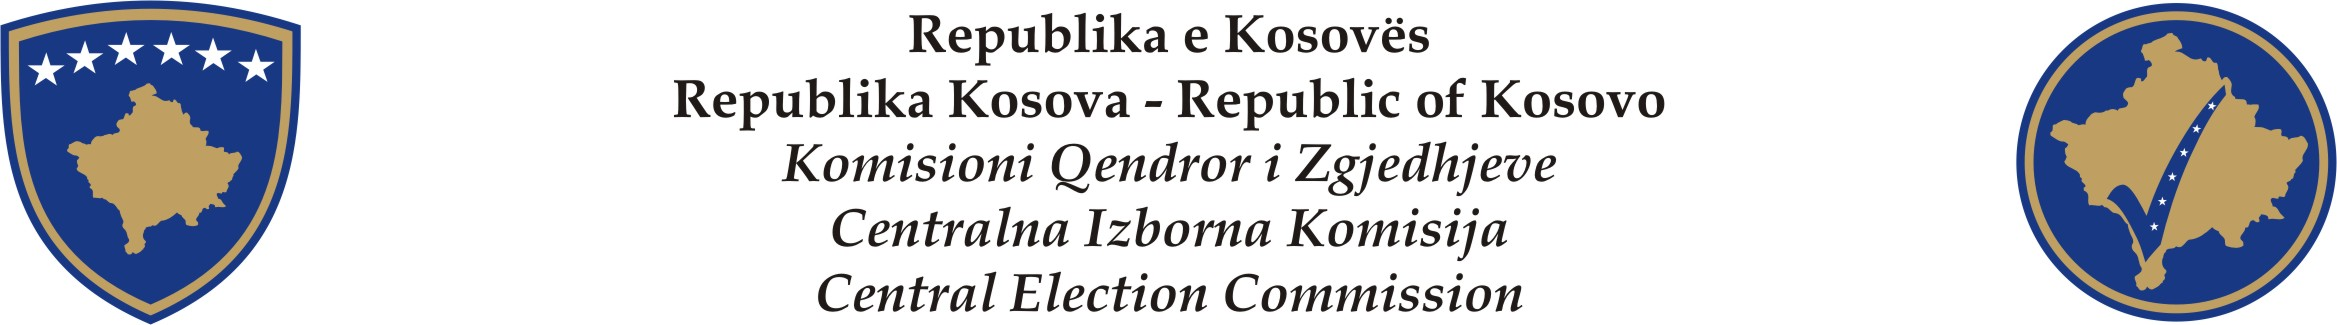 Republika e Kosovës
Republika Kosova - Republic of Kosovo
Komisioni Qendror i Zgjedhjeve
Centralna Izborna Komisija
Central Election Commission